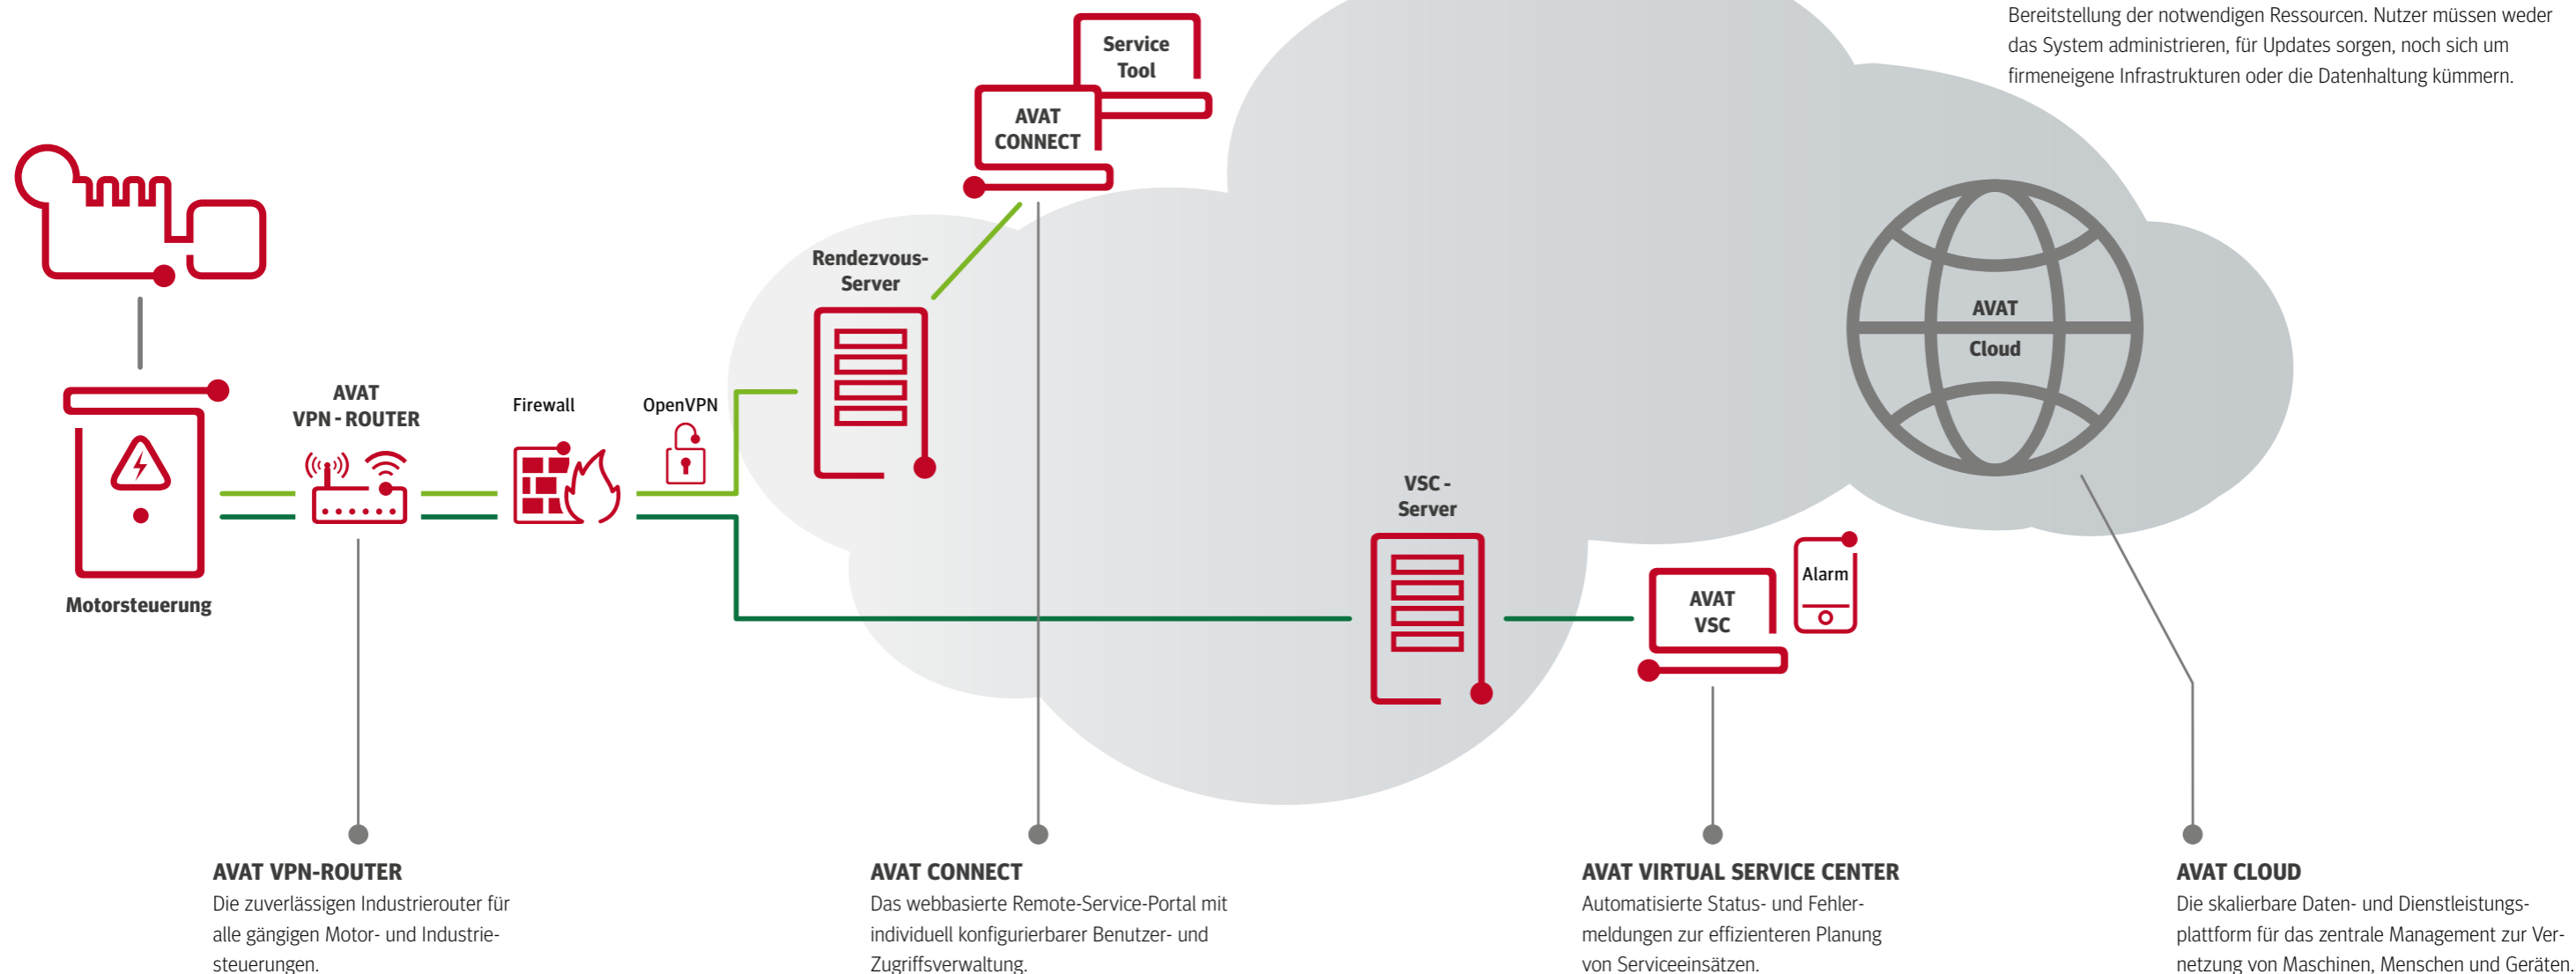 Bereitstellung der notwendigen Ressourcen. Nutzer müssen weder
das System administrieren, für Updates sorgen, noch sich um
firmeneigene Infrastrukturen oder die Datenhaltung kümmern.
Service
Tool
AVAT
CONNECT
Rendezvous-
Server
AVAT
Cloud
AVAT
VPN - ROUTER
Firewall
OpenVPN
VSC -
Server
Motorsteuerung
AVAT
VSC
Alarm
AVAT VPN-ROUTER
Die zuverlässigen Industrierouter für
alle gängigen Motor- und Industrie-
steuerungen.
AVAT CONNECT
Das webbasierte Remote-Service-Portal mit
individuell konfigurierbarer Benutzer- und
Zugriffsverwaltung.
AVAT VIRTUAL SERVICE CENTER
Automatisierte Status- und Fehler-
meldungen zur effizienteren Planung
von Serviceeinsätzen.
AVAT CLOUD
Die skalierbare Daten- und Dienstleistungs-
plattform für das zentrale Management zur Ver-
netzung von Maschinen, Menschen und Geräten.